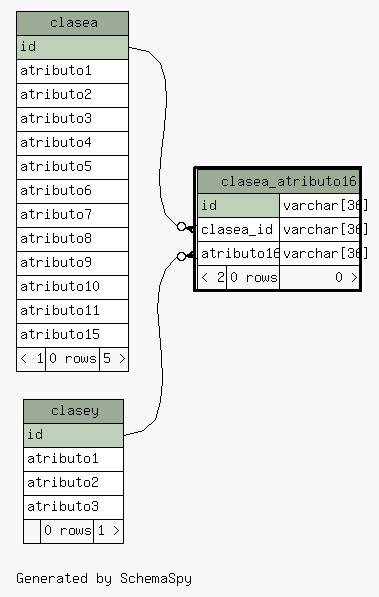 clasea
id
atributo1
atributo2
atributo3
atributo4
atributo5
atributo6
atributo7
atributo8
atributo9
atributo10
atributo11
atributo15
< 1 0 rows 5 >
clasea_atributo16
id varchar[36]
clasea_id varchar[36]
atributo16 varchar[36]
< 2 0 rows 0 >
clasey
id
atributo1
atributo2
atributo3
0 rows 1 >
Generated by SchemaSpy